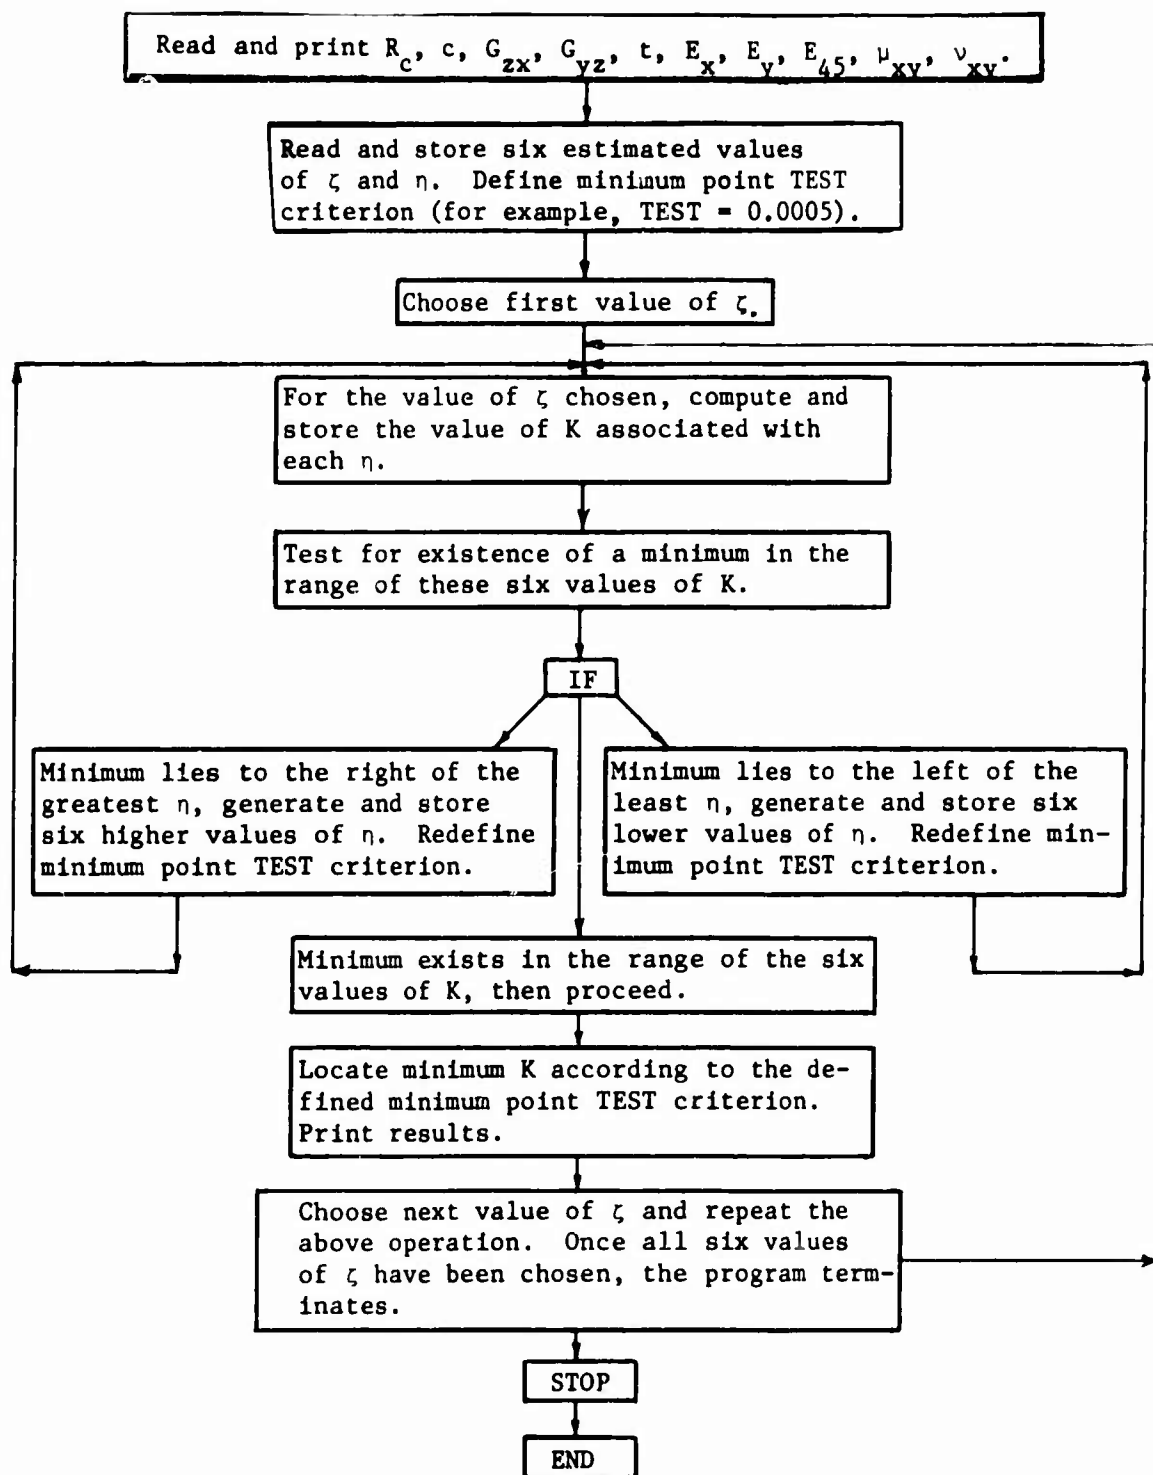 Read and print R_c, c, G_zx, G_yz, t, E_x, E_y, E_45, μ_xy, ν_xy.
Read and store six estimated values
of ζ and η. Define minimum point TEST
criterion (for example, TEST = 0.0005).
Choose first value of ζ.
For the value of ζ chosen, compute and
store the value of K associated with
each η.
Test for existence of a minimum in the
range of these six values of K.
IF
Minimum lies to the right of the
greatest η, generate and store
six higher values of η. Redefine
minimum point TEST criterion.
Minimum lies to the left of the
least η, generate and store six
lower values of η. Redefine min-
imum point TEST criterion.
Minimum exists in the range of the six
values of K, then proceed.
Locate minimum K according to the de-
fined minimum point TEST criterion.
Print results.
Choose next value of ζ and repeat the
above operation. Once all six values
of ζ have been chosen, the program term-
inates.
STOP
END